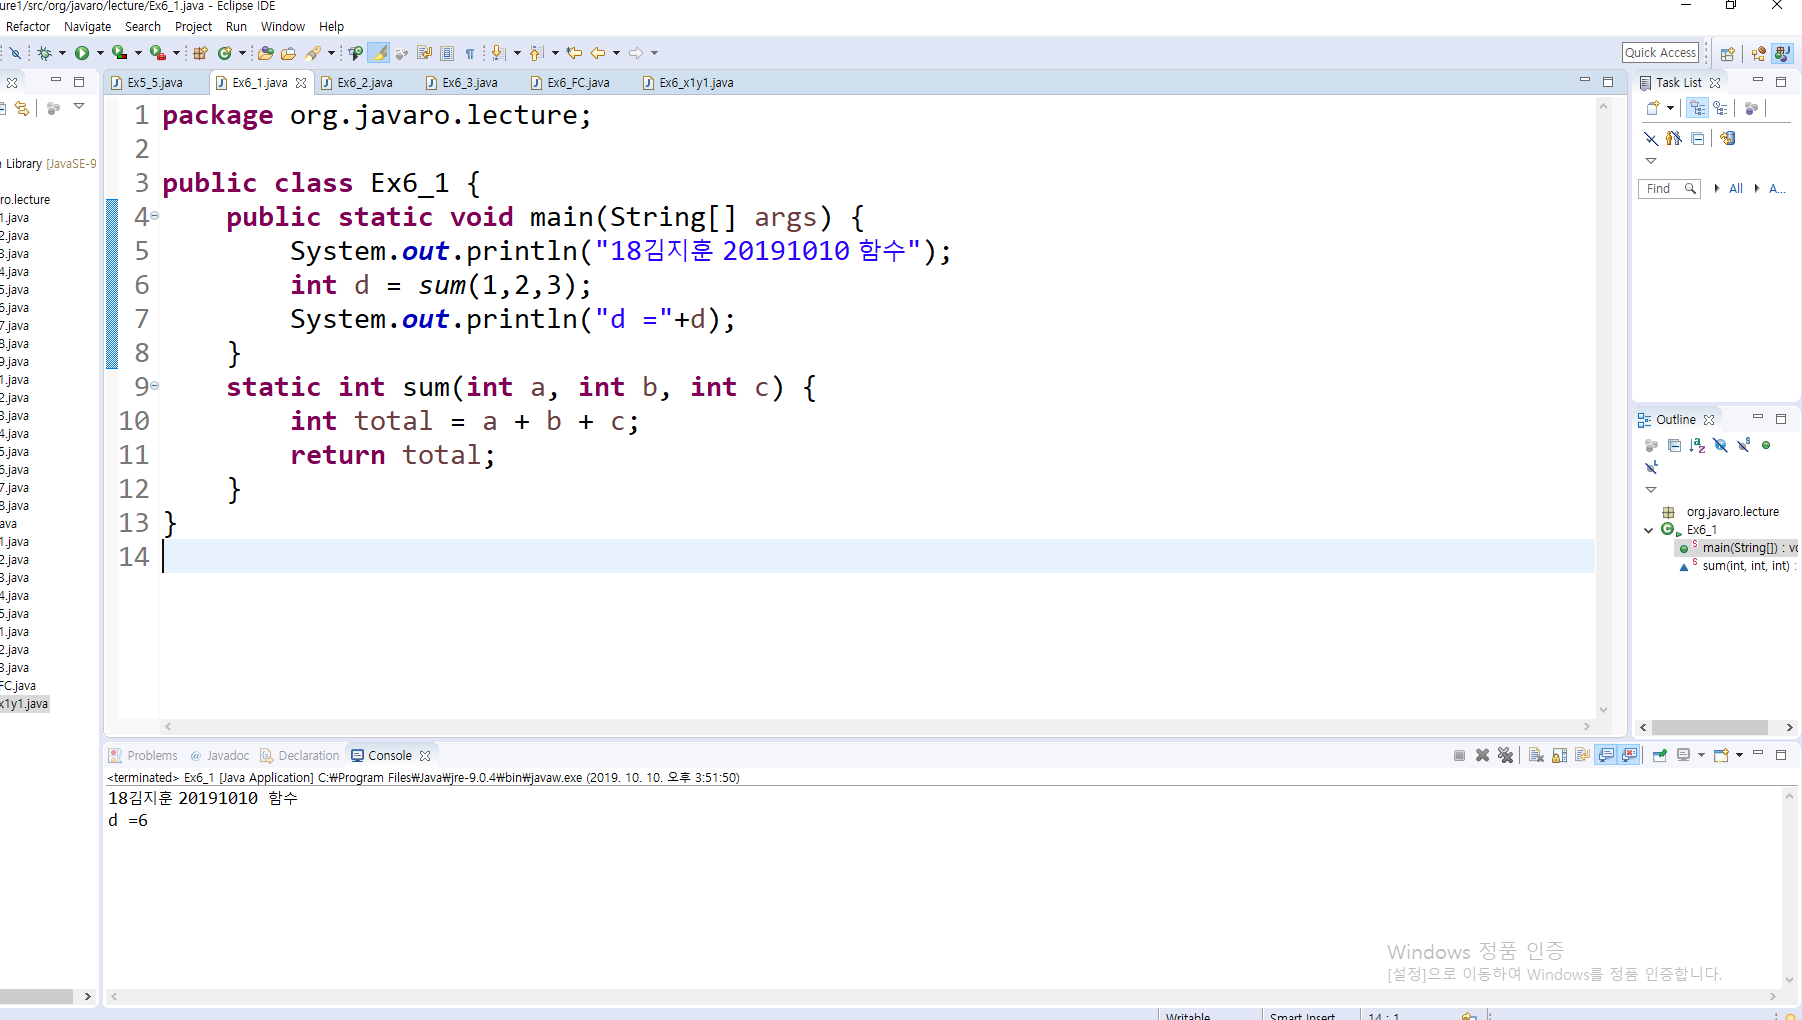 ure1/src/org/javaro/lecture/Ex6_1.java - Eclipse IDE
Refactor Navigate Search Project Run Window Help
Quick Access
Ex5_5.java Ex6_1.java Ex6_2.java Ex6_3.java Ex6_FC.java Ex6_x1y1.java
Library [JavaSE-9
ro.lecture
1.java
2.java
3.java
4.java
5.java
6.java
7.java
8.java
9.java
1.java
2.java
3.java
4.java
5.java
6.java
7.java
8.java
ava
1.java
2.java
3.java
4.java
5.java
1.java
2.java
3.java
FC.java
x1y1.java
1 package org.javaro.lecture;
2
3 public class Ex6_1 {
4 public static void main(String[] args) {
5 System.out.println("18김지훈 20191010 함수");
6 int d = sum(1,2,3);
7 System.out.println("d ="+d);
8 }
9 static int sum(int a, int b, int c) {
10 int total = a + b + c;
11 return total;
12 }
13 }
14
Task List
Find All A...
Outline
org.javaro.lecture
Ex6_1
main(String[]) : vo
sum(int, int, int) :
Problems Javadoc Declaration Console
<terminated> Ex6_1 [Java Application] C:₩Program Files₩Java₩jre-9.0.4₩bin₩javaw.exe (2019. 10. 10. 오후 3:51:50)
18김지훈 20191010 함수
d =6
Windows 정품 인증
[설정]으로 이동하여 Windows를 정품 인증합니다.
Writable Smart Insert 14 : 1